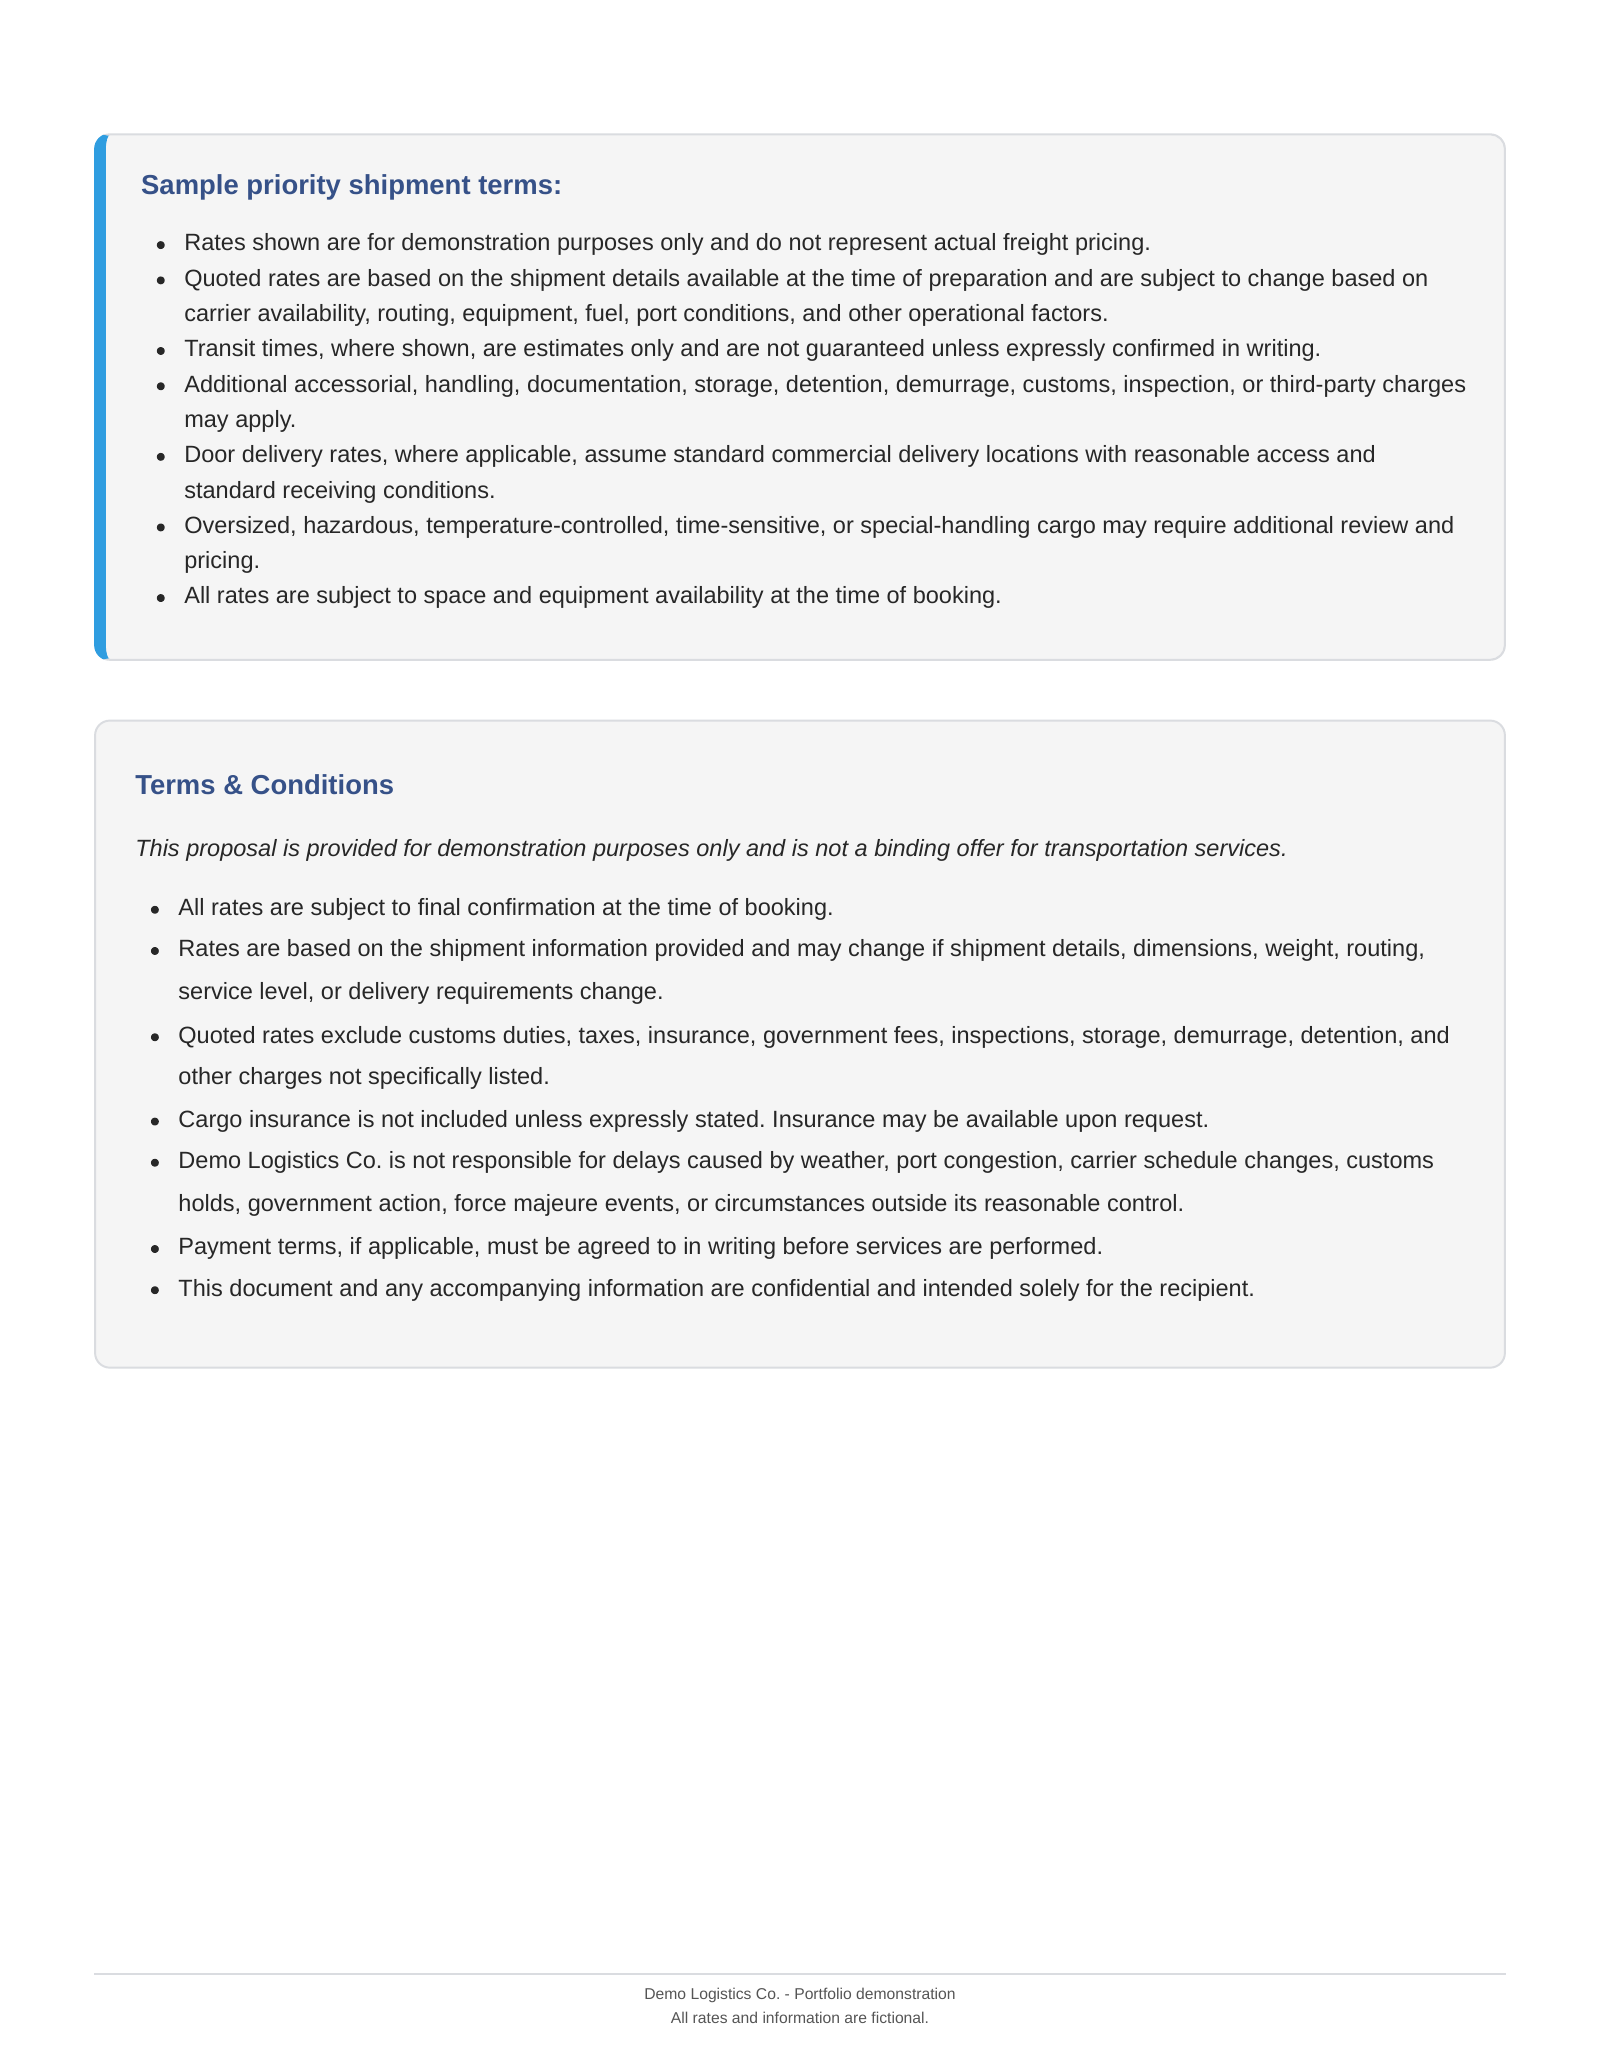 Sample priority shipment terms:
• Rates shown are for demonstration purposes only and do not represent actual freight pricing.
• Quoted rates are based on the shipment details available at the time of preparation and are subject to change based on
carrier availability, routing, equipment, fuel, port conditions, and other operational factors.
• Transit times, where shown, are estimates only and are not guaranteed unless expressly confirmed in writing.
• Additional accessorial, handling, documentation, storage, detention, demurrage, customs, inspection, or third-party charges
may apply.
• Door delivery rates, where applicable, assume standard commercial delivery locations with reasonable access and
standard receiving conditions.
• Oversized, hazardous, temperature-controlled, time-sensitive, or special-handling cargo may require additional review and
pricing.
• All rates are subject to space and equipment availability at the time of booking.
Terms & Conditions
This proposal is provided for demonstration purposes only and is not a binding offer for transportation services.
• All rates are subject to final confirmation at the time of booking.
• Rates are based on the shipment information provided and may change if shipment details, dimensions, weight, routing,
service level, or delivery requirements change.
• Quoted rates exclude customs duties, taxes, insurance, government fees, inspections, storage, demurrage, detention, and
other charges not specifically listed.
• Cargo insurance is not included unless expressly stated. Insurance may be available upon request.
• Demo Logistics Co. is not responsible for delays caused by weather, port congestion, carrier schedule changes, customs
holds, government action, force majeure events, or circumstances outside its reasonable control.
• Payment terms, if applicable, must be agreed to in writing before services are performed.
• This document and any accompanying information are confidential and intended solely for the recipient.
Demo Logistics Co. - Portfolio demonstration
All rates and information are fictional.